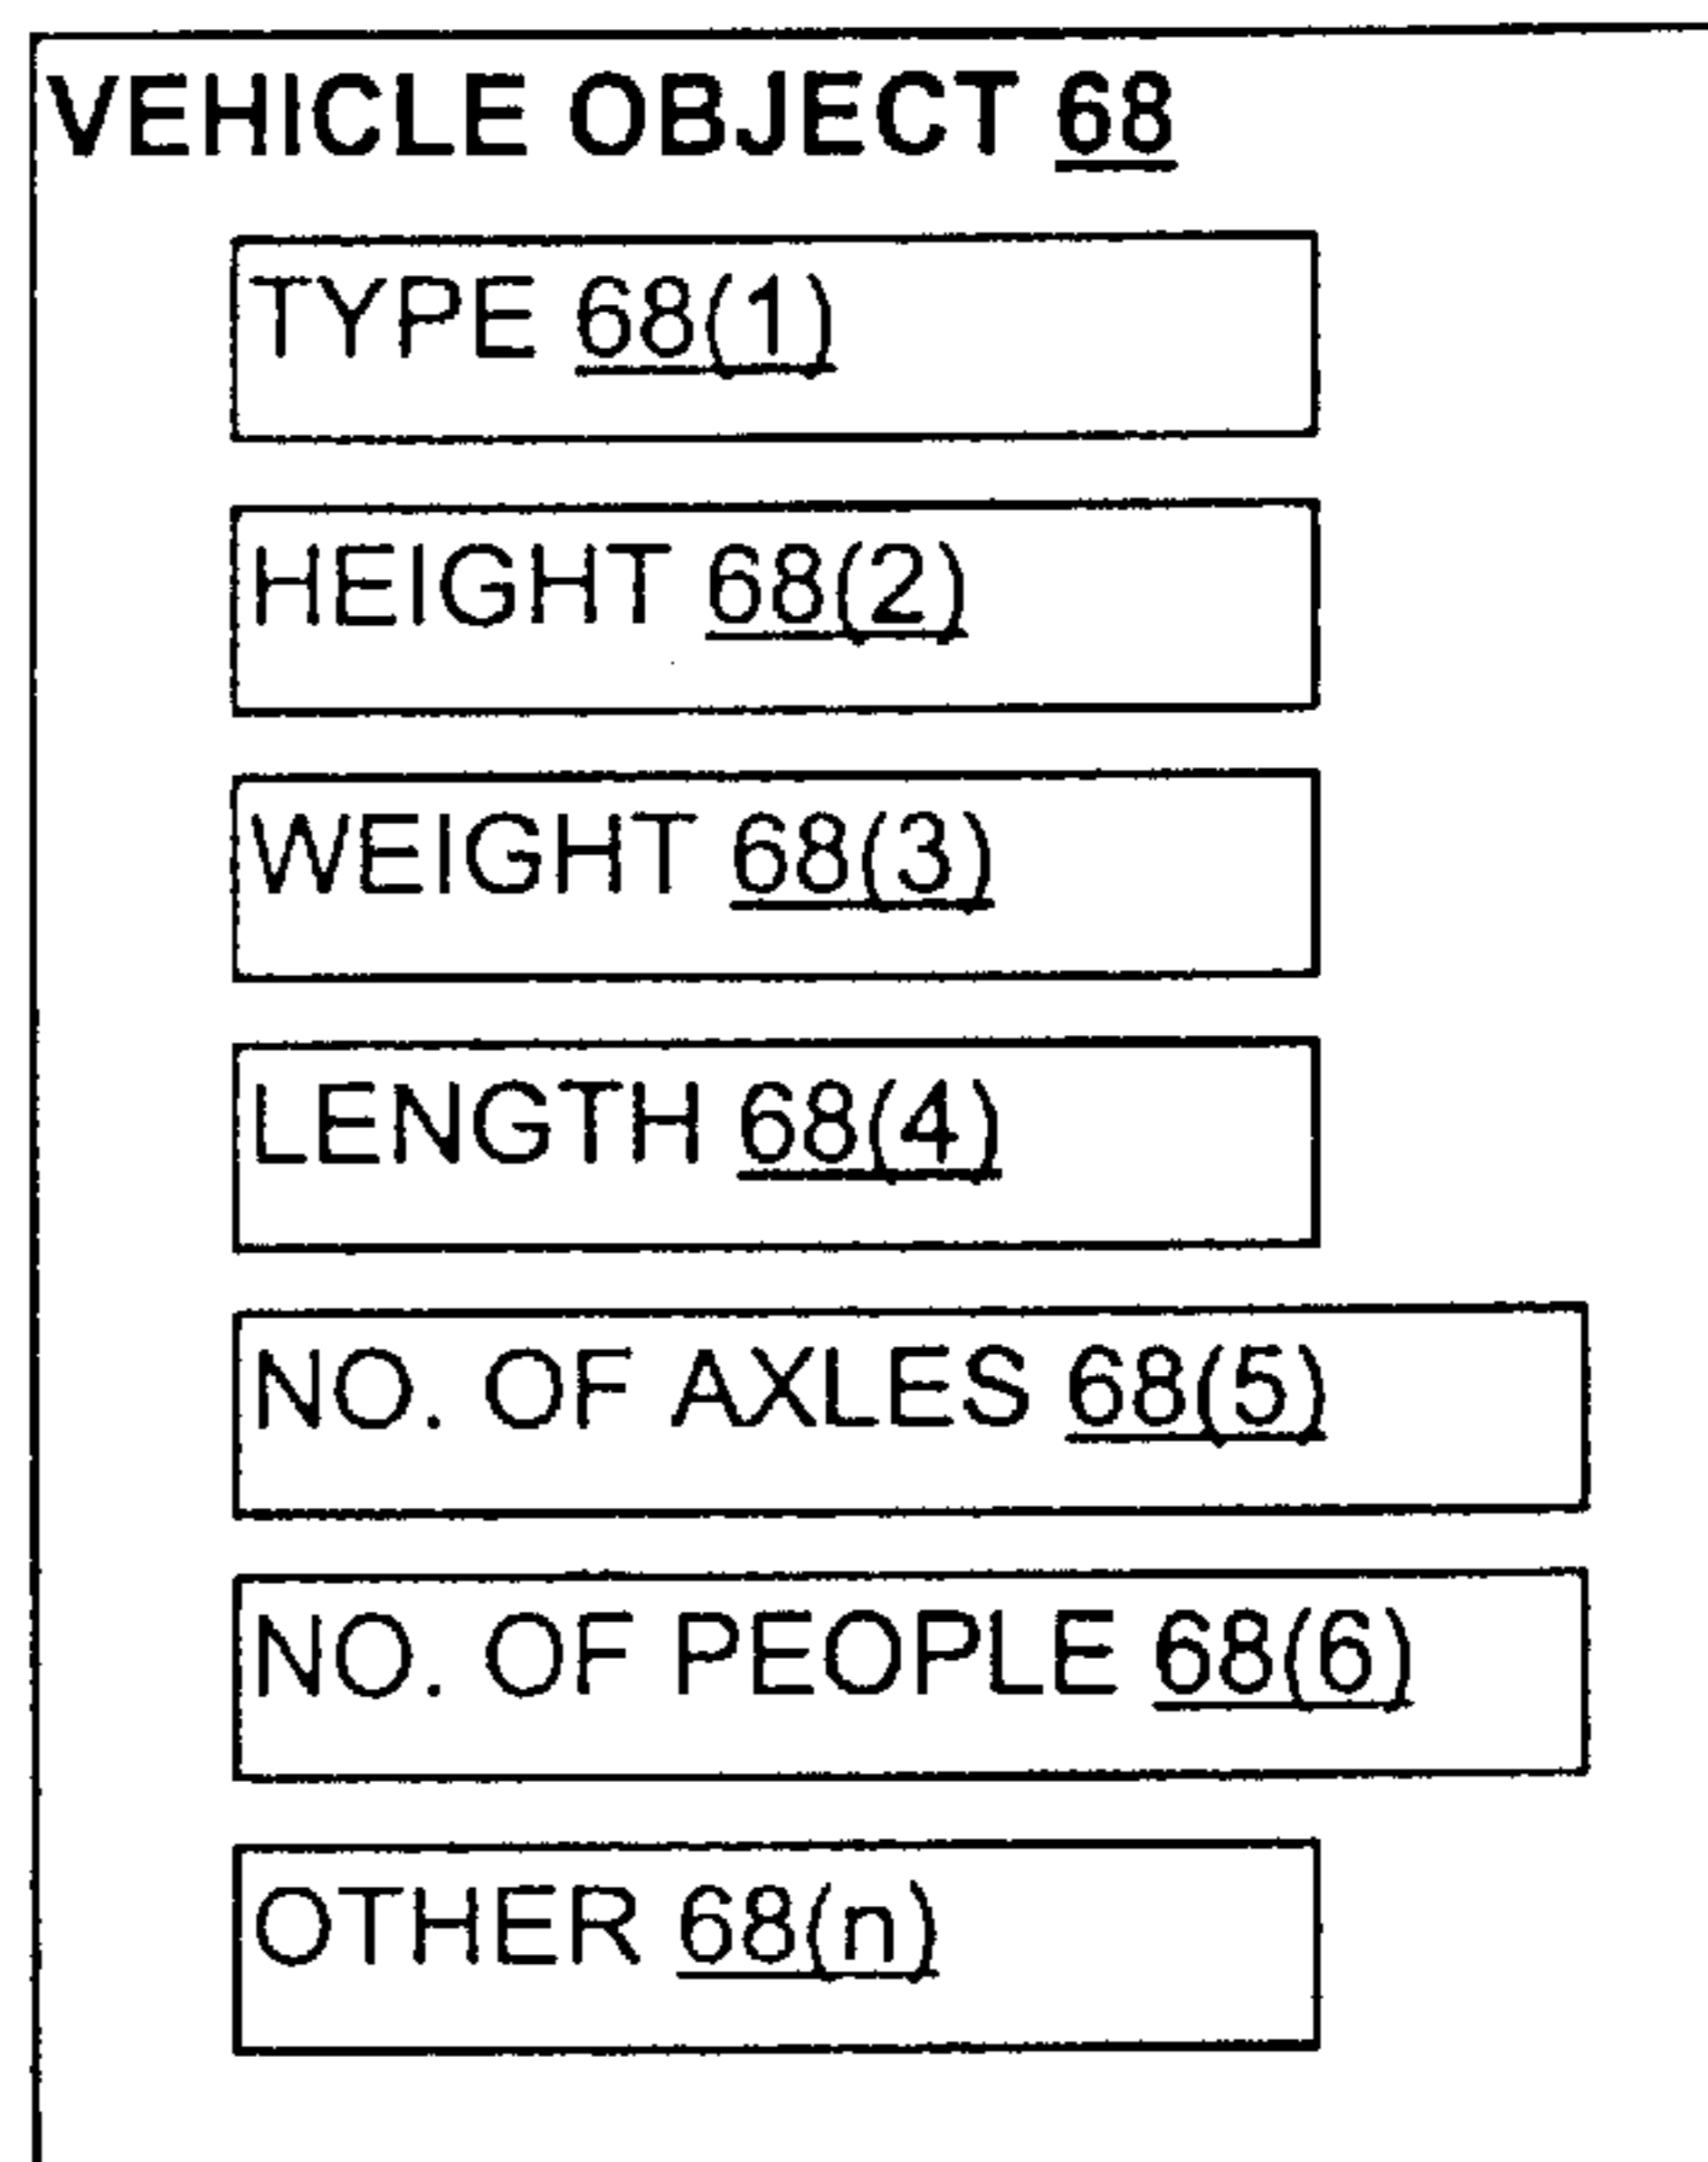 VEHICLE OBJECT 68
TYPE 68(1)
HEIGHT 68(2)
WEIGHT 68(3)
LENGTH 68(4)
NO. OF AXLES 68(5)
NO. OF PEOPLE 68(6)
OTHER 68(n)